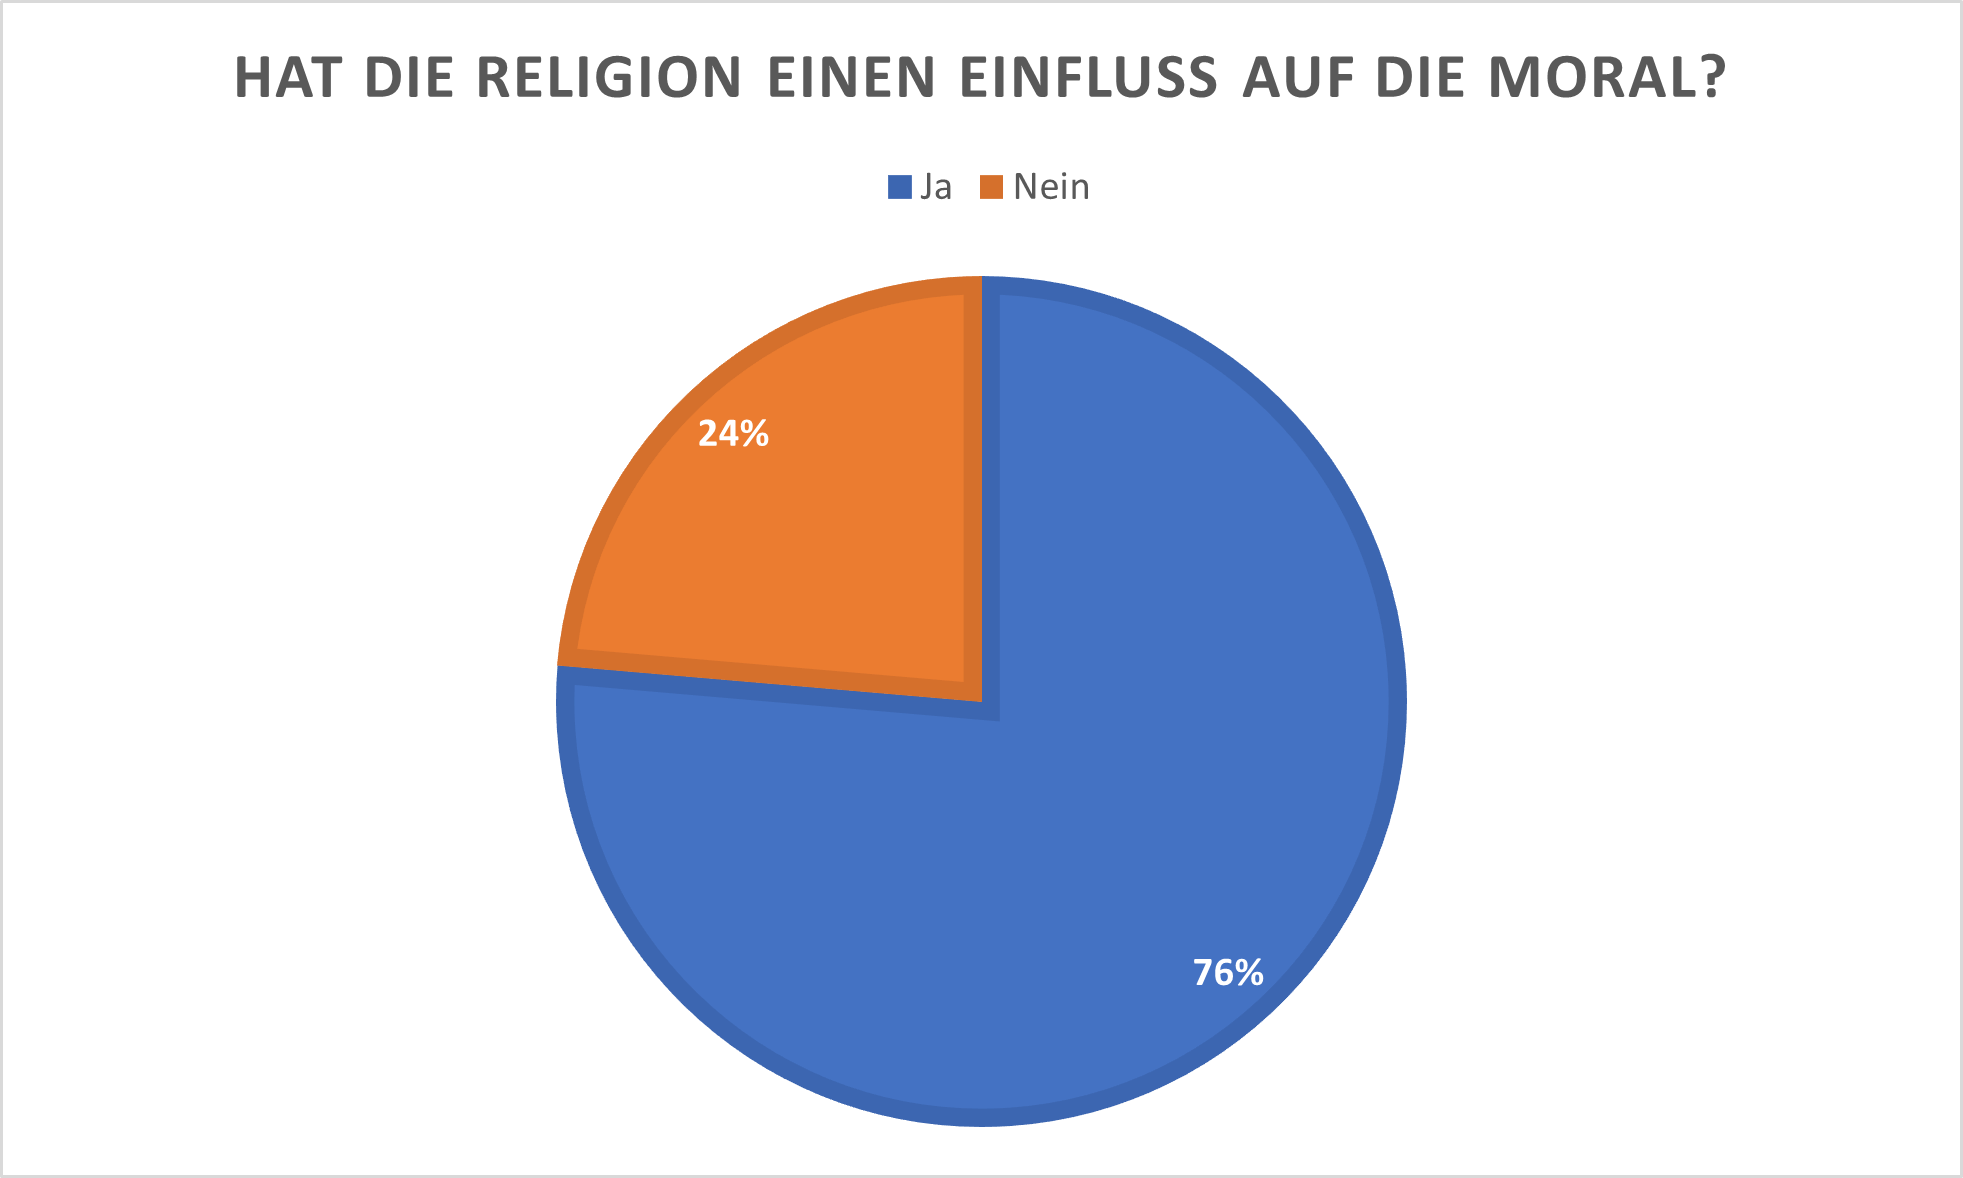 HAT DIE RELIGION EINEN EINFLUSS AUF DIE MORAL?
Ja Nein
24%
76%